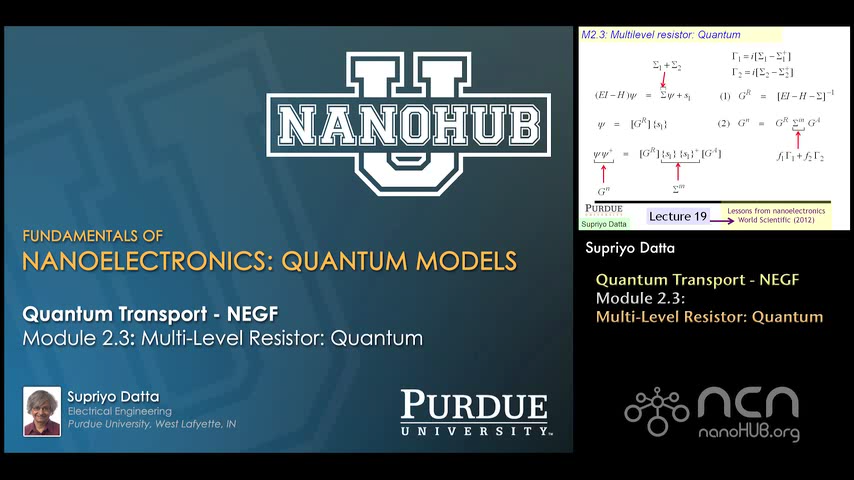 NANOHUB
FUNDAMENTALS OF
NANOELECTRONICS: QUANTUM MODELS
Quantum Transport - NEGF
Module 2.3: Multi-Level Resistor: Quantum
Supriyo Datta
Electrical Engineering
Purdue University, West Lafyette, IN
PURDUE
UNIVERSITY
M2.3: Multilevel resistor: Quantum
Γ₁ = i[Σ₁ − Σ₁⁺]
Γ₂ = i[Σ₂ − Σ₂⁺]
Σ₁ + Σ₂
(EI − H)ψ = Σψ + s₁ (1) Gᴿ = [EI − H − Σ]⁻¹
ψ = [Gᴿ]{s₁} (2) Gⁿ = Gᴿ Σⁱⁿ Gᴬ
ψψ⁺ = [Gᴿ]{s₁}{s₁}⁺[Gᴬ] f₁Γ₁ + f₂Γ₂
Gⁿ Σⁱⁿ
PURDUE
UNIVERSITY
Supriyo Datta
Lecture 19
Lessons from nanoelectronics
World Scientific (2012)
Supriyo Datta
Quantum Transport - NEGF
Module 2.3:
Multi-Level Resistor: Quantum
ncn
nanoHUB.org